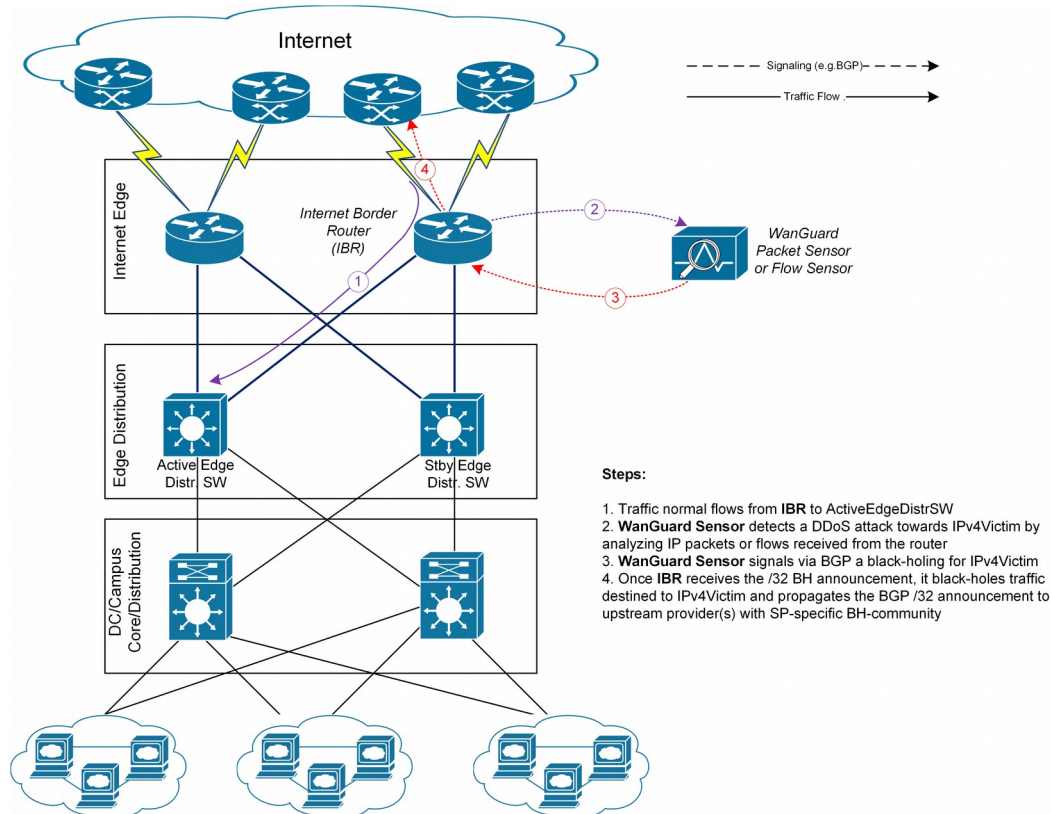 Internet
Signaling (e.g.BGP)
Traffic Flow .
4
Internet Edge
Internet Border
Router
(IBR)
2
WanGuard
Packet Sensor
or Flow Sensor
1
3
Edge Distribution
Active Edge
Distr. SW
Stby Edge
Distr. SW
Steps:
1. Traffic normal flows from IBR to ActiveEdgeDistrSW
2. WanGuard Sensor detects a DDoS attack towards IPv4Victim by
analyzing IP packets or flows received from the router
3. WanGuard Sensor signals via BGP a black-holing for IPv4Victim
4. Once IBR receives the /32 BH announcement, it black-holes traffic
destined to IPv4Victim and propagates the BGP /32 announcement to
upstream provider(s) with SP-specific BH-community
DC/Campus
Core/Distribution